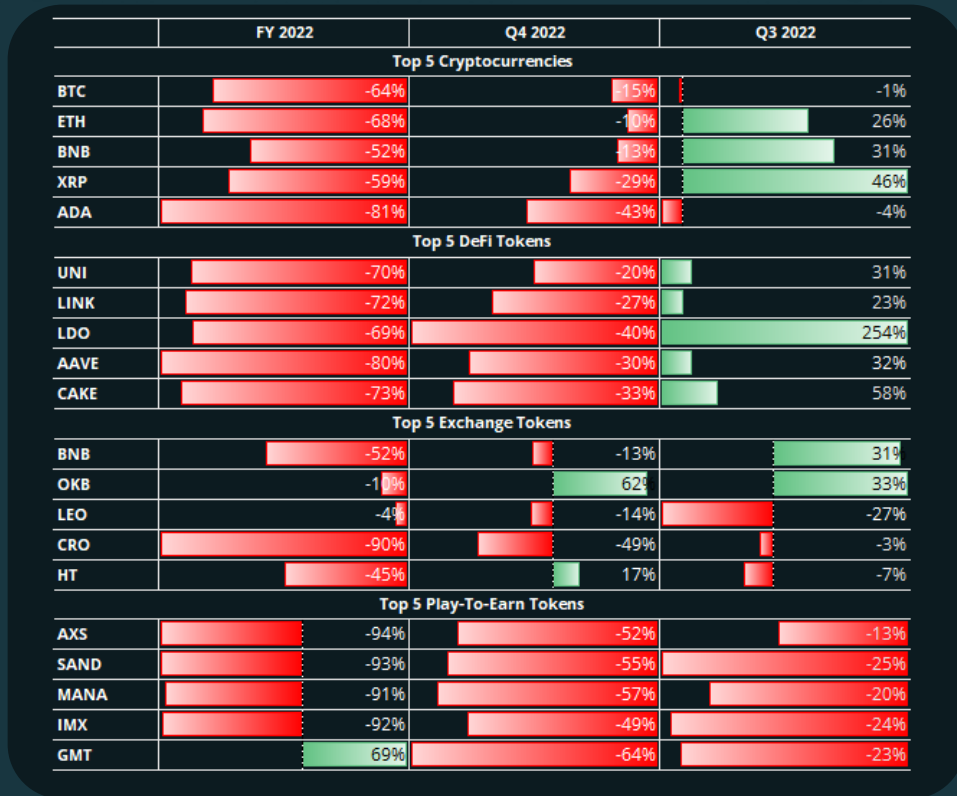 FY 2022 Q4 2022 Q3 2022
Top 5 Cryptocurrencies
BTC -64% -15% -1%
ETH -68% -10% 26%
BNB -52% -13% 31%
XRP -59% -29% 46%
ADA -81% -43% -4%
Top 5 DeFi Tokens
UNI -70% -20% 31%
LINK -72% -27% 23%
LDO -69% -40% 254%
AAVE -80% -30% 32%
CAKE -73% -33% 58%
Top 5 Exchange Tokens
BNB -52% -13% 31%
OKB -10% 62% 33%
LEO -4% -14% -27%
CRO -90% -49% -3%
HT -45% 17% -7%
Top 5 Play-To-Earn Tokens
AXS -94% -52% -13%
SAND -93% -55% -25%
MANA -91% -57% -20%
IMX -92% -49% -24%
GMT 69% -64% -23%